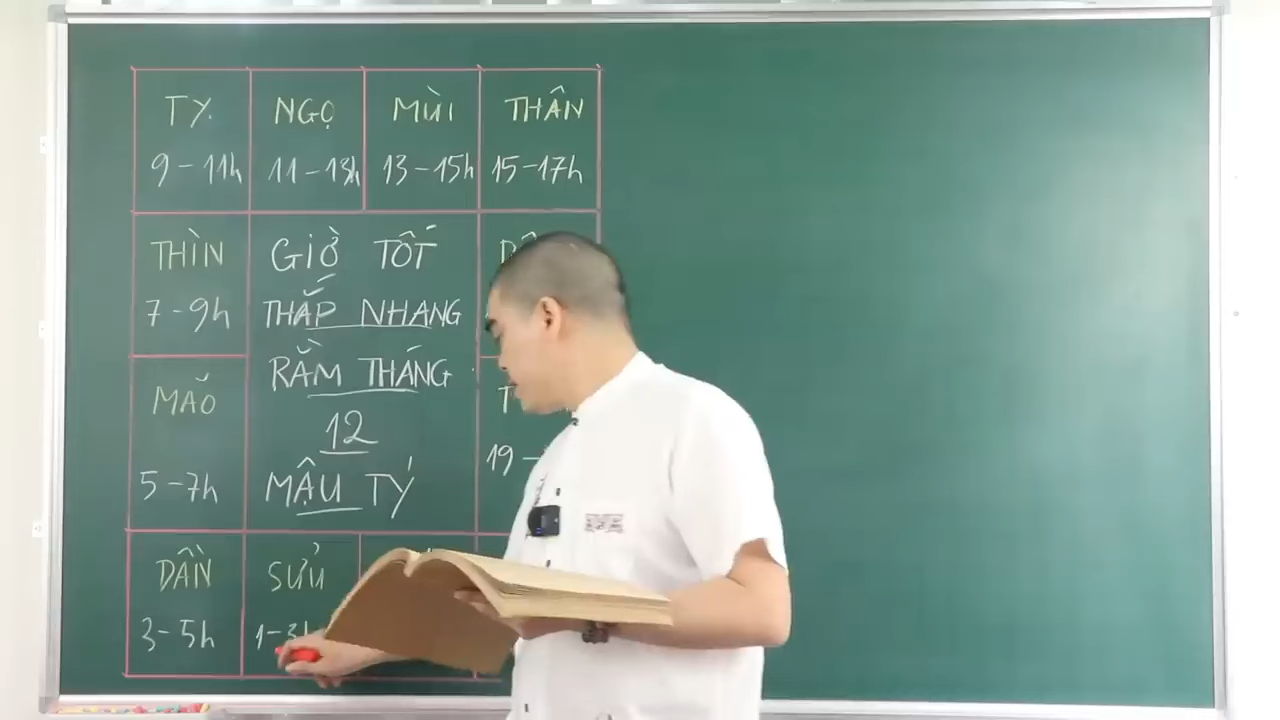 TỴ NGỌ MÙI THÂN
9-11h 11-13h 13-15h 15-17h
THÌN GIỜ TỐT
7-9h THẮP NHANG
RẰM THÁNG
MÃO 12
5-7h MẬU TÝ 19-
DẦN SỬU
3-5h 1-3h